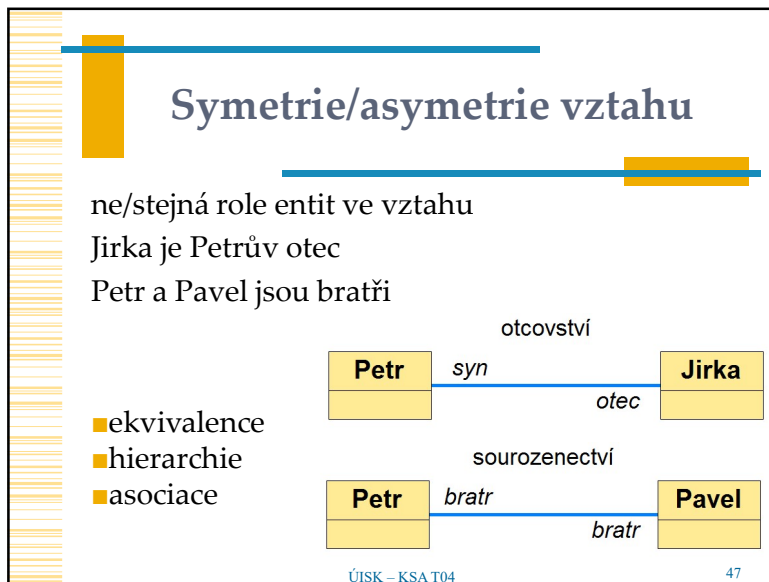 Symetrie/asymetrie vztahu
ne/stejná role entit ve vztahu
Jirka je Petrův otec
Petr a Pavel jsou bratři
otcovství
Petr
syn
otec
Jirka
ekvivalence
hierarchie
asociace
sourozenectví
Petr
bratr
bratr
Pavel
ÚISK – KSA T04
47